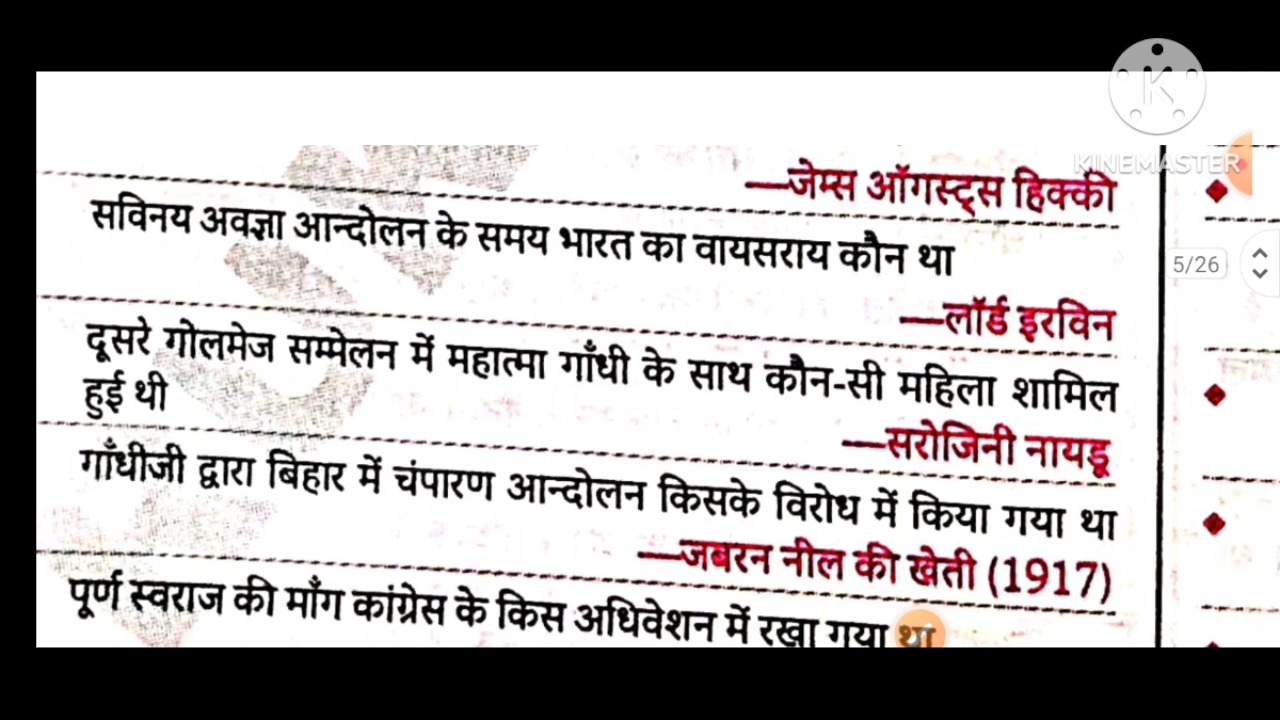 KINEMASTER
—जेम्स ऑगस्ट्स हिक्की
सविनय अवज्ञा आन्दोलन के समय भारत का वायसराय कौन था
5/26
—लॉर्ड इरविन
दूसरे गोलमेज सम्मेलन में महात्मा गाँधी के साथ कौन-सी महिला शामिल
हुई थी
—सरोजिनी नायडू
गाँधीजी द्वारा बिहार में चंपारण आन्दोलन किसके विरोध में किया गया था
—जबरन नील की खेती (1917)
पूर्ण स्वराज की माँग कांग्रेस के किस अधिवेशन में रखा गया था